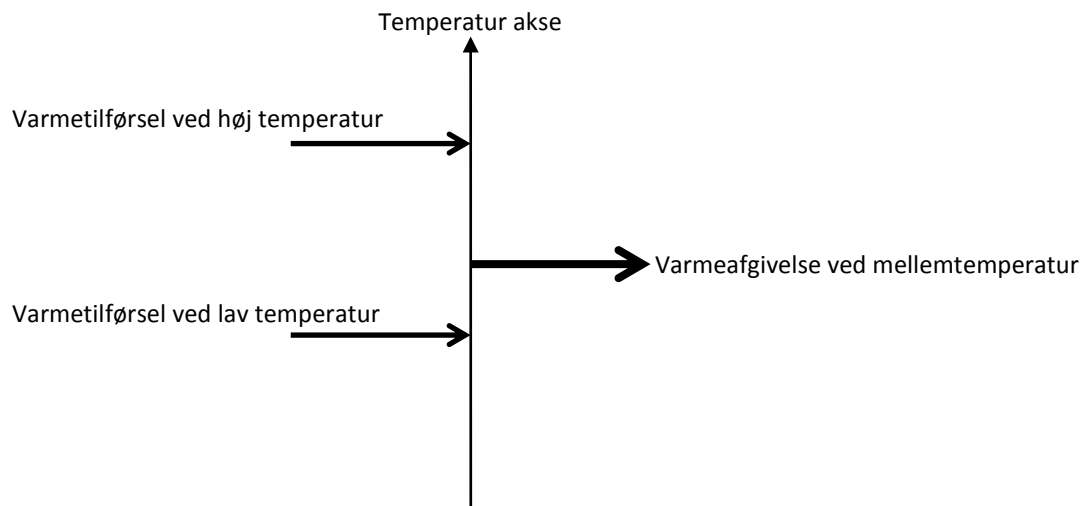 Temperatur akse
Varmetilførsel ved høj temperatur
Varmeafgivelse ved mellemtemperatur
Varmetilførsel ved lav temperatur